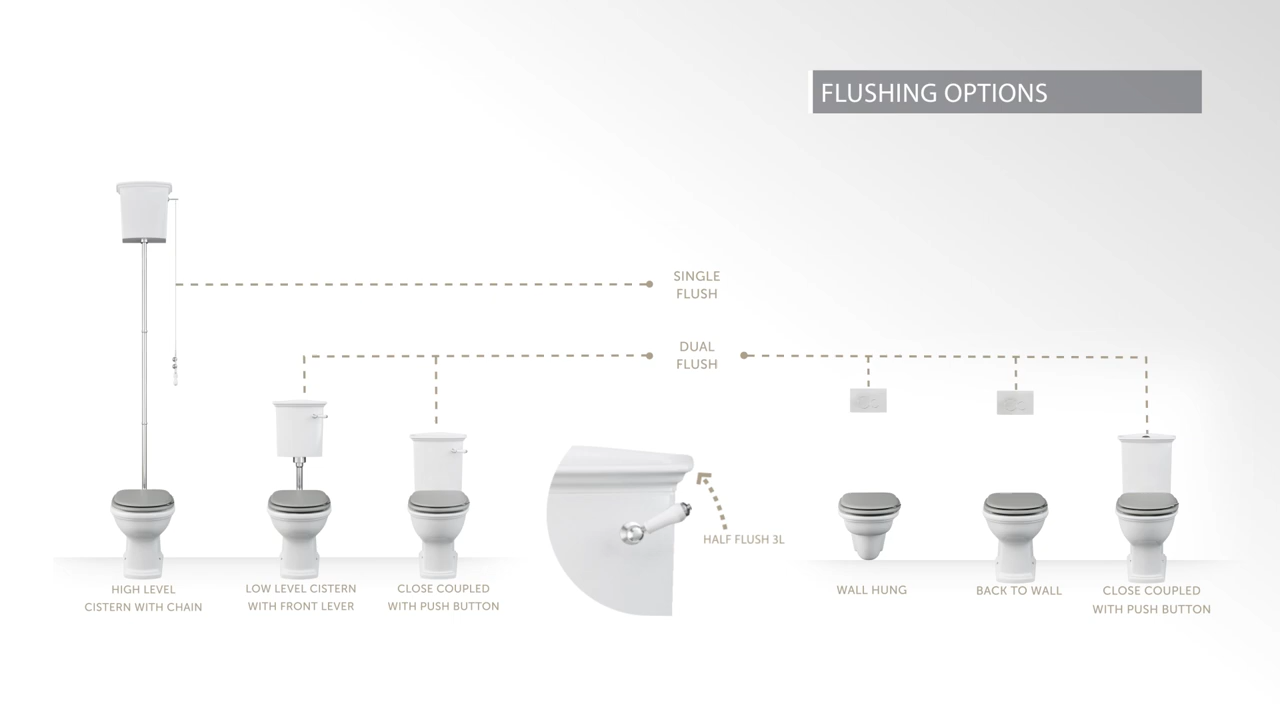 FLUSHING OPTIONS
SINGLE
FLUSH
DUAL
FLUSH
HALF FLUSH 3L
HIGH LEVEL
CISTERN WITH CHAIN
LOW LEVEL CISTERN
WITH FRONT LEVER
CLOSE COUPLED
WITH PUSH BUTTON
WALL HUNG
BACK TO WALL
CLOSE COUPLED
WITH PUSH BUTTON